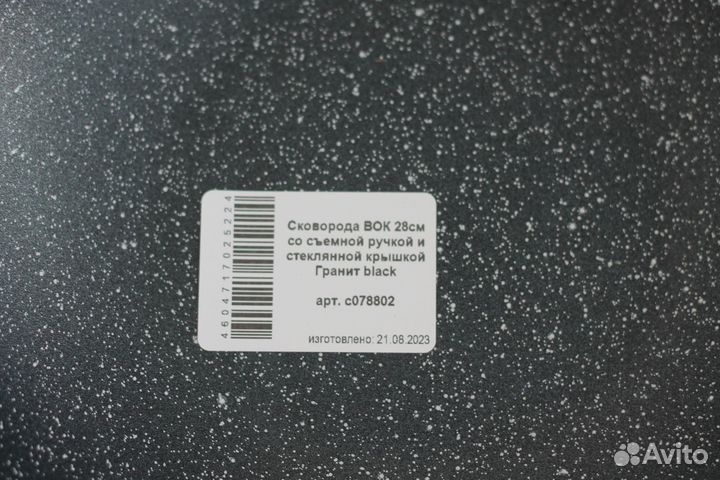 Сковорода ВОК 28см
со съемной ручкой и
стеклянной крышкой
Гранит black
арт. с078802
изготовлено: 21.08.2023
4604717025224
Avito